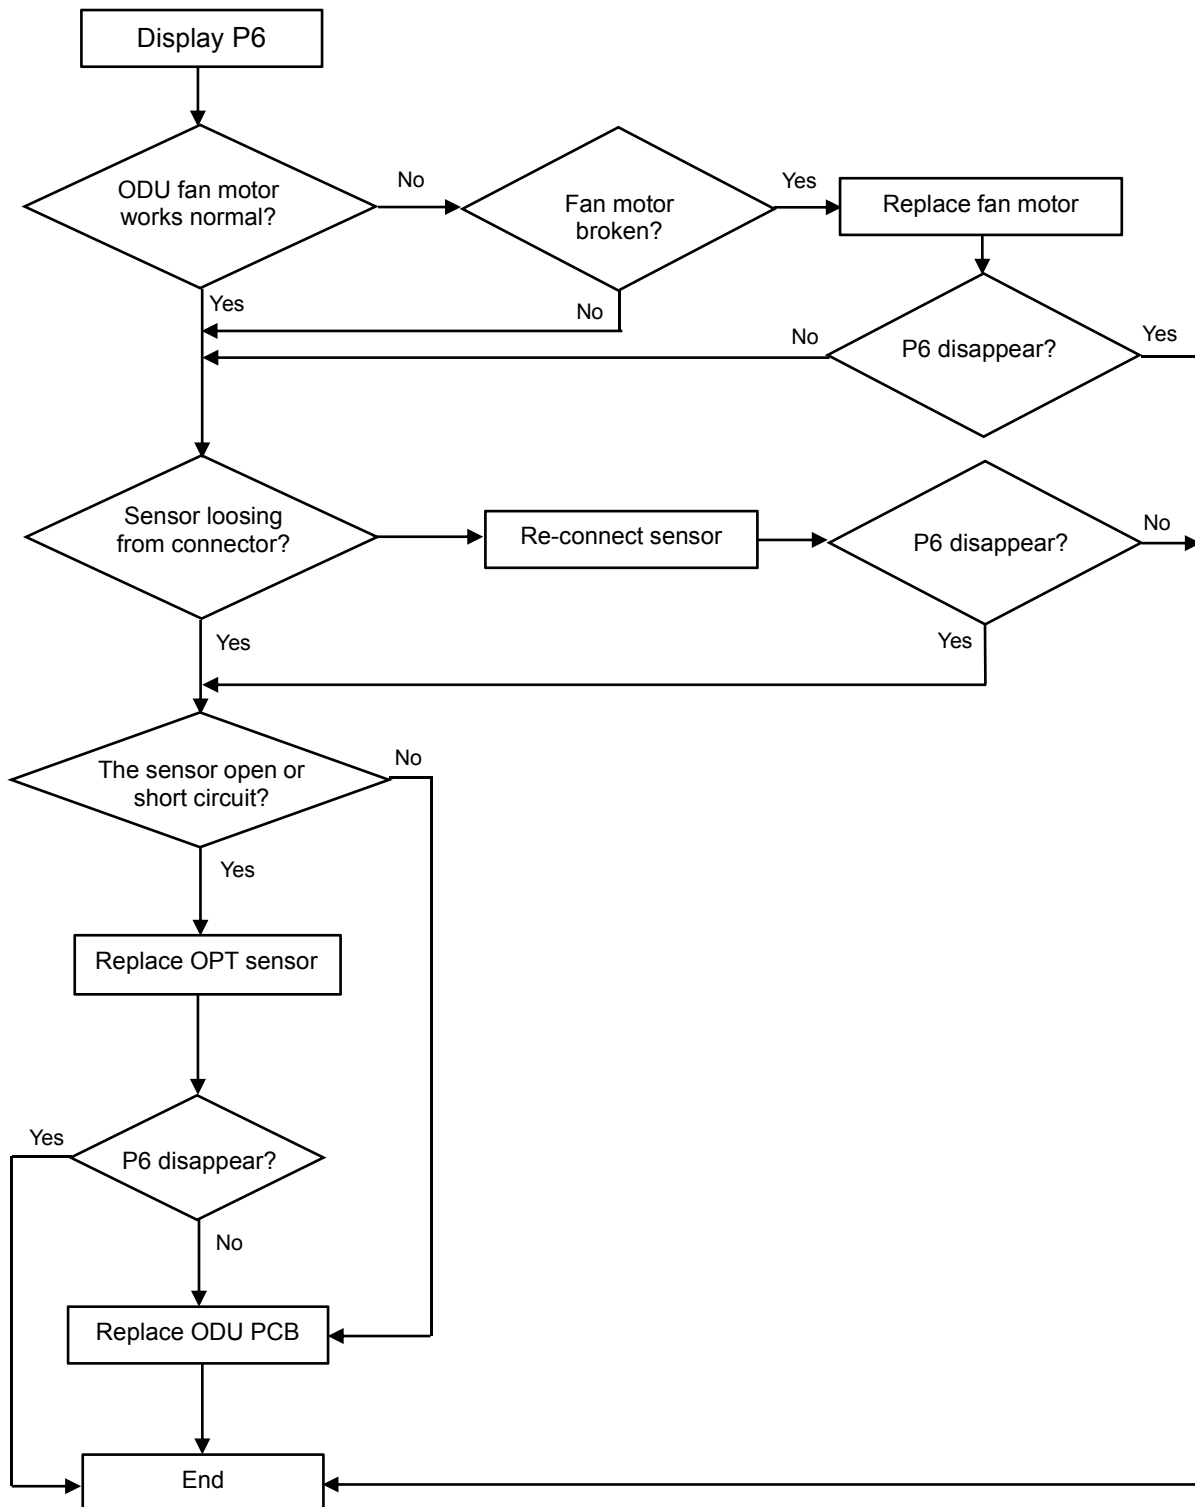 Display P6
ODU fan motor
works normal?
No
Fan motor
broken?
Yes
Replace fan motor
Yes
No
No
P6 disappear?
Yes
Sensor loosing
from connector?
Re-connect sensor
P6 disappear?
No
Yes
Yes
The sensor open or
short circuit?
No
Yes
Replace OPT sensor
Yes
P6 disappear?
No
Replace ODU PCB
End